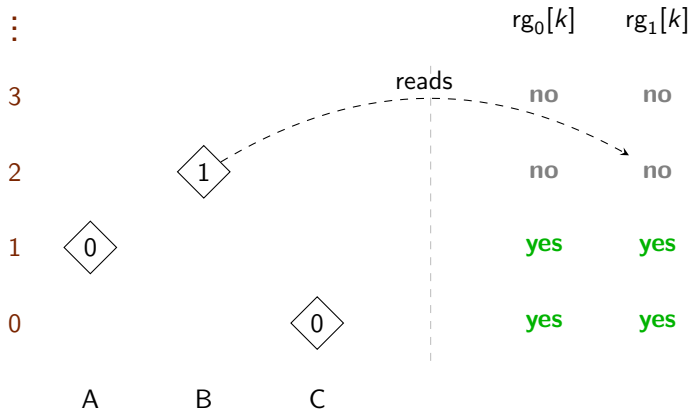 ⋮ rg₀[k] rg₁[k]
reads
3 no no
2 1 no no
1 0 yes yes
0 0 yes yes
A B C